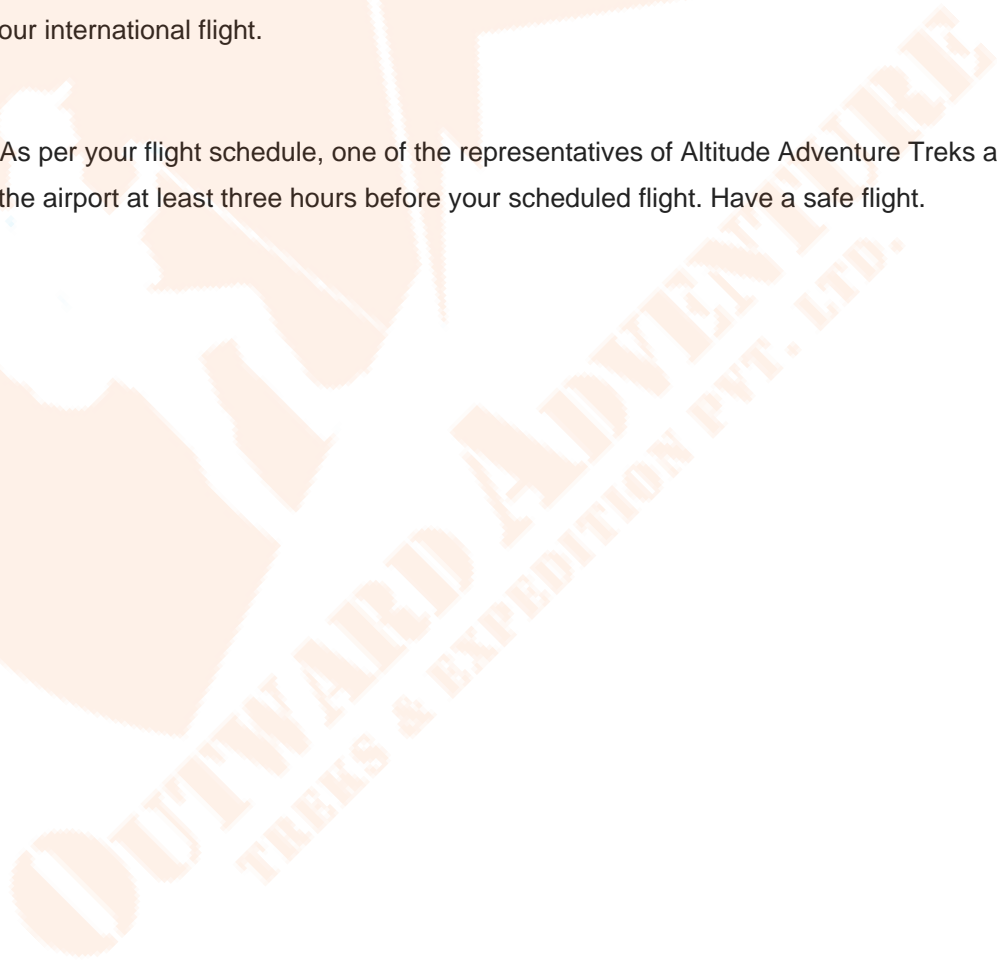 our international flight.
As per your flight schedule, one of the representatives of Altitude Adventure Treks a
the airport at least three hours before your scheduled flight. Have a safe flight.
OUTWARD ADVENTURE
TREKS & EXPEDITION PVT. LTD.